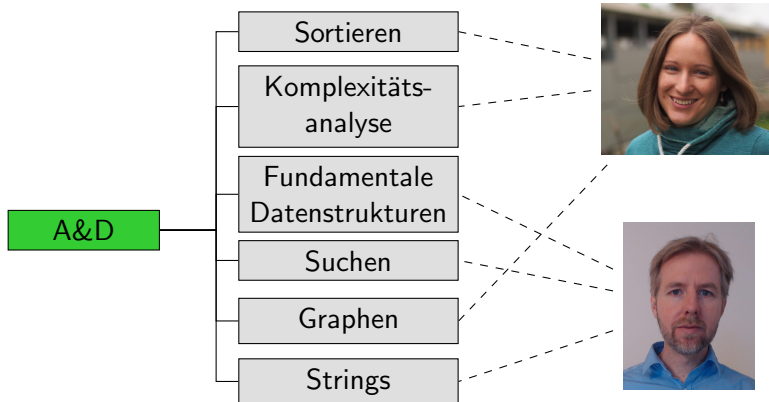 Sortieren
Komplexitäts-
analyse
Fundamentale
Datenstrukturen
A&D
Suchen
Graphen
Strings